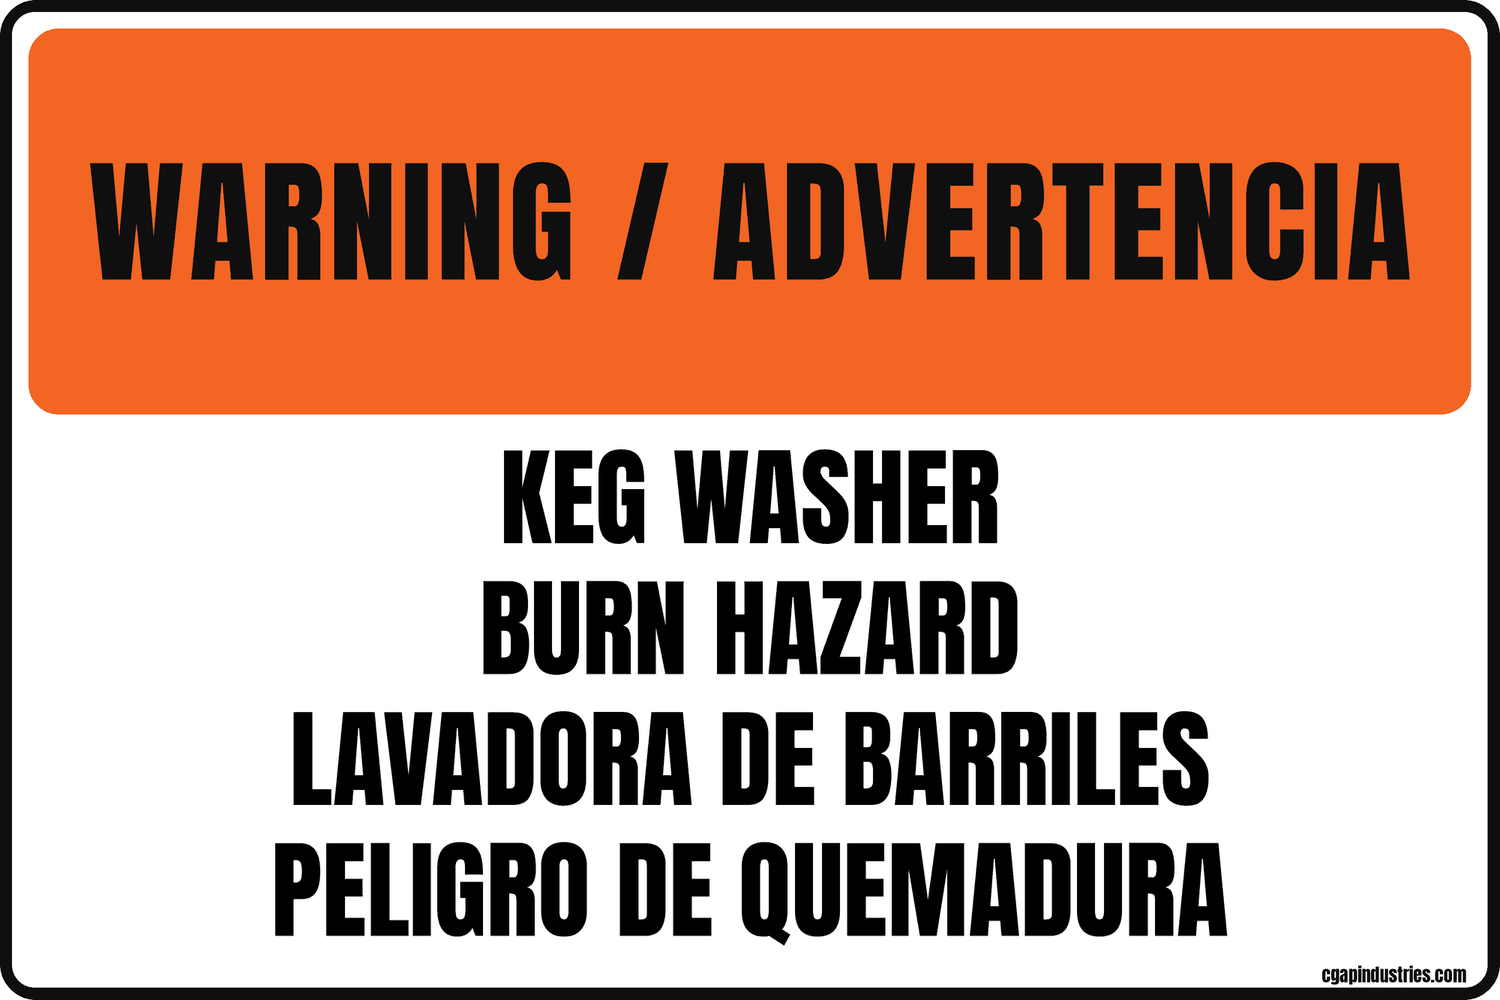 WARNING / ADVERTENCIA
KEG WASHER
BURN HAZARD
LAVADORA DE BARRILES
PELIGRO DE QUEMADURA
cgapindustries.com